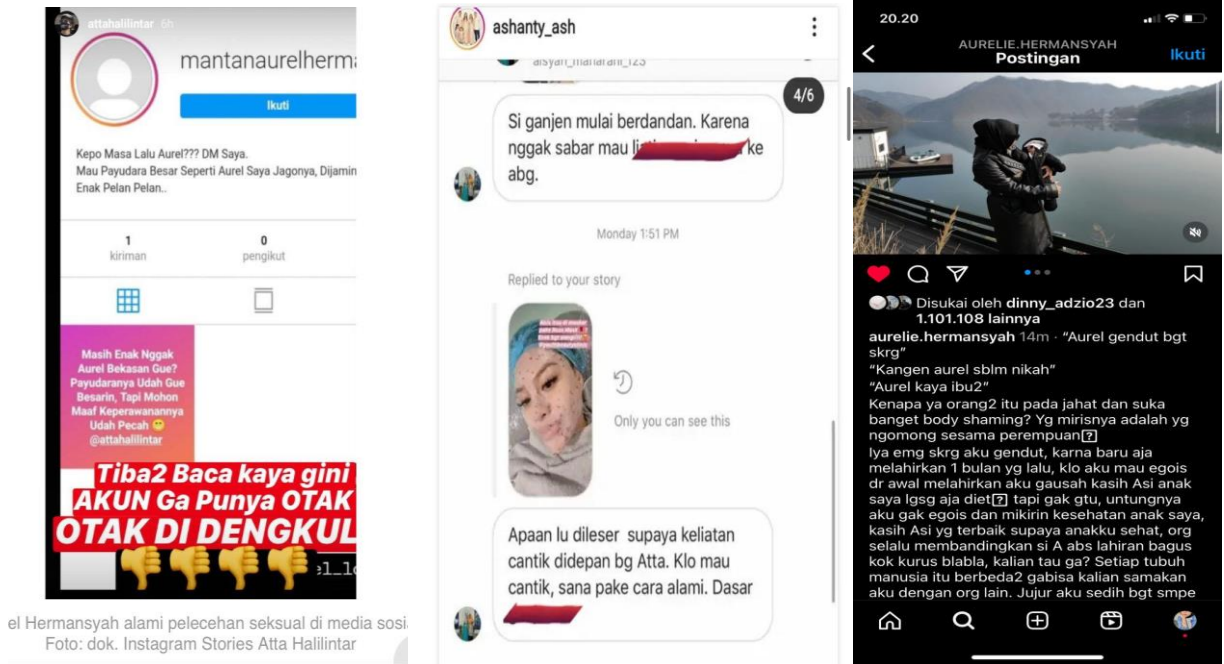 attahalilintar 6h
mantanaurelherma
Ikuti
Kepo Masa Lalu Aurel??? DM Saya.
Mau Payudara Besar Seperti Aurel Saya Jagonya, Dijamin
Enak Pelan Pelan..
1
kiriman
0
pengikut
Masih Enak Nggak
Aurel Bekasan Gue?
Payudaranya Udah Gue
Besarin, Tapi Mohon
Maaf Keperawanannya
Udah Pecah
@attahalilintar
Tiba2 Baca kaya gini
AKUN Ga Punya OTAK
OTAK DI DENGKUL
el Hermansyah alami pelecehan seksual di media sosi
Foto: dok. Instagram Stories Atta Halilintar
ashanty_ash
aisyah_maharani_123
4/6
Si ganjen mulai berdandan. Karena
nggak sabar mau ke
abg.
Monday 1:51 PM
Replied to your story
Only you can see this
Apaan lu dileser supaya keliatan
cantik didepan bg Atta. Klo mau
cantik, sana pake cara alami. Dasar
20.20
AURELIE.HERMANSYAH
Postingan
Ikuti
Disukai oleh dinny_adzio23 dan
1.101.108 lainnya
aurelie.hermansyah 14m · “Aurel gendut bgt
skrg”
“Kangen aurel sblm nikah”
“Aurel kaya ibu2”
Kenapa ya orang2 itu pada jahat dan suka
banget body shaming? Yg mirisnya adalah yg
ngomong sesama perempuan
Iya emg skrg aku gendut, karna baru aja
melahirkan 1 bulan yg lalu, klo aku mau egois
dr awal melahirkan aku gausah kasih Asi anak
saya lgsg aja diet tapi gak gtu, untungnya
aku gak egois dan mikirin kesehatan anak saya,
kasih Asi yg terbaik supaya anakku sehat, org
selalu membandingkan si A abs lahiran bagus
kok kurus blabla, kalian tau ga? Setiap tubuh
manusia itu berbeda2 gabisa kalian samakan
aku dengan org lain. Jujur aku sedih bgt smpe